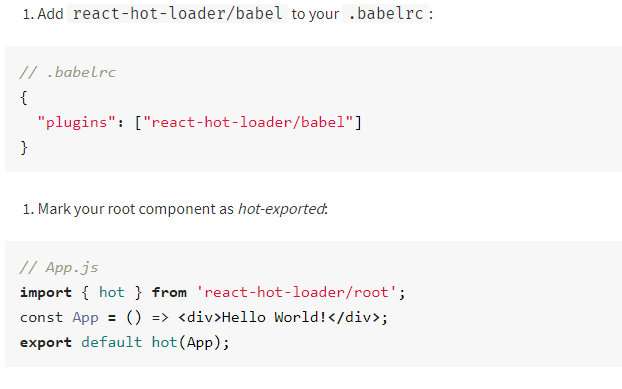 1. Add react-hot-loader/babel to your .babelrc :
// .babelrc
{
  "plugins": ["react-hot-loader/babel"]
}
1. Mark your root component as hot-exported:
// App.js
import { hot } from 'react-hot-loader/root';
const App = () => <div>Hello World!</div>;
export default hot(App);